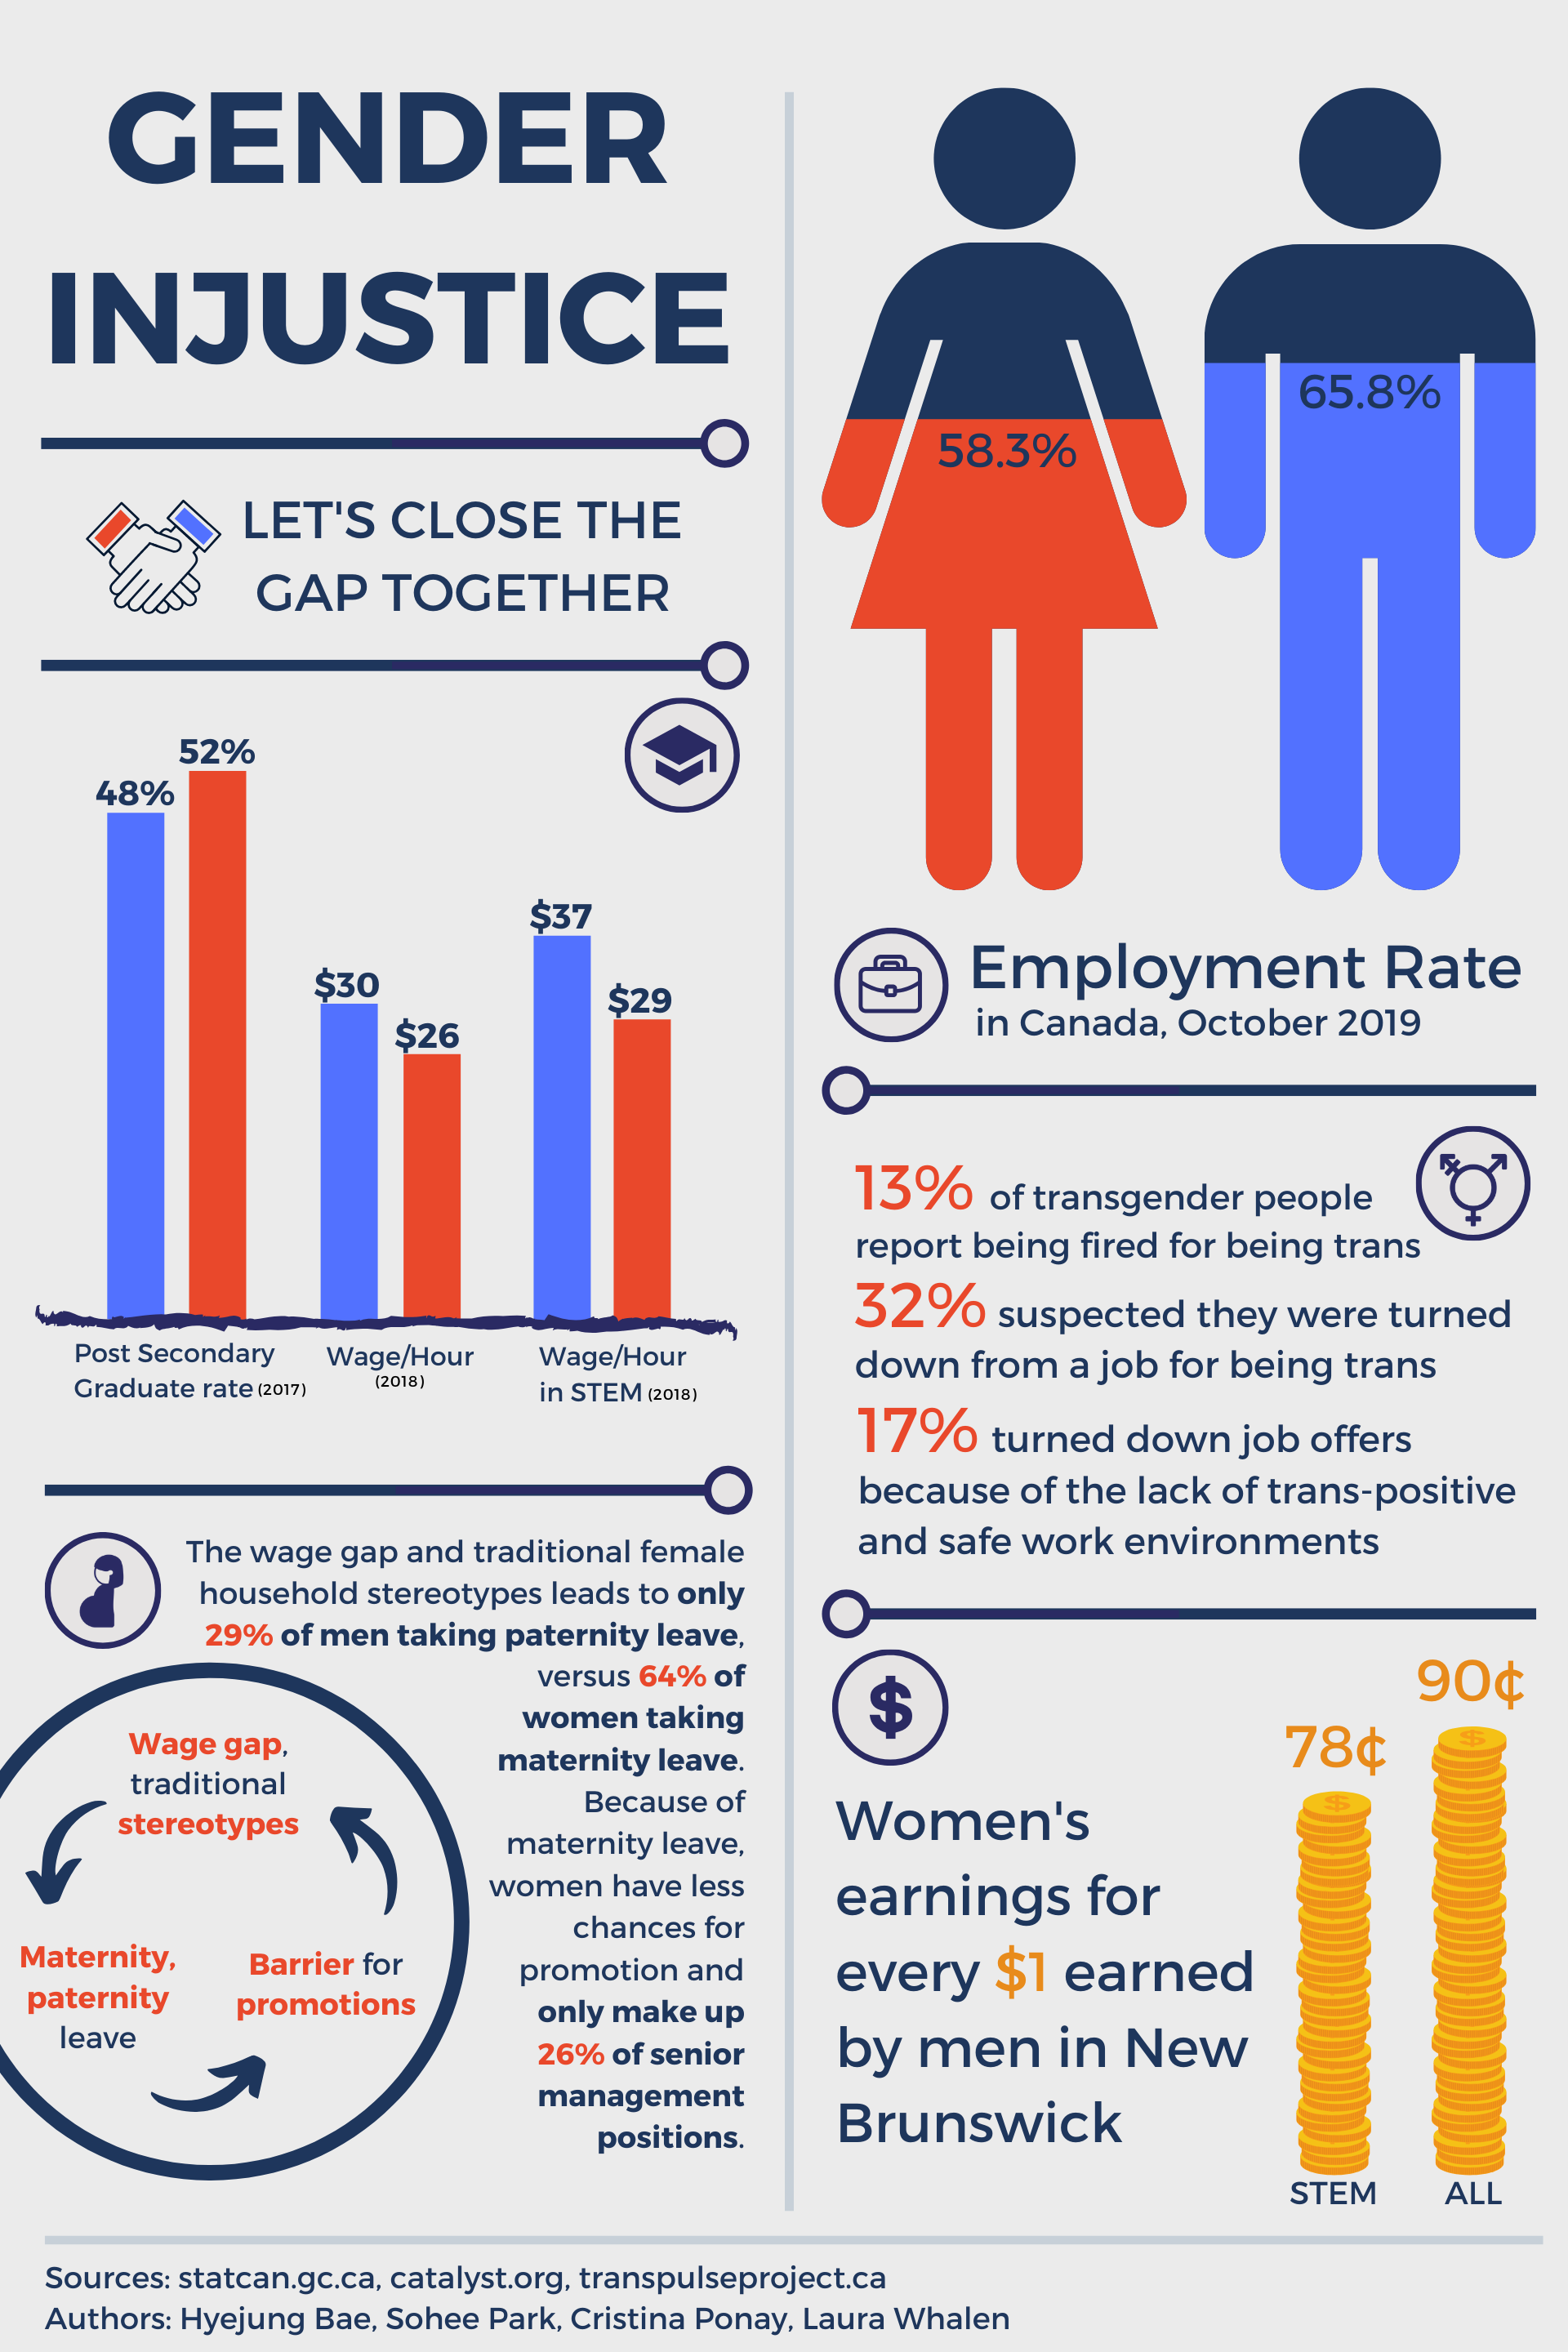 GENDER
INJUSTICE
LET'S CLOSE THE
GAP TOGETHER
48%
52%
$30
$26
$37
$29
Post Secondary
Graduate rate (2017)
Wage/Hour
(2018)
Wage/Hour
in STEM (2018)
The wage gap and traditional female
household stereotypes leads to only
29% of men taking paternity leave,
versus 64% of
women taking
maternity leave.
Because of
maternity leave,
women have less
chances for
promotion and
only make up
26% of senior
management
positions.
Wage gap,
traditional
stereotypes
Maternity,
paternity
leave
Barrier for
promotions
58.3%
65.8%
Employment Rate
in Canada, October 2019
13% of transgender people
report being fired for being trans
32% suspected they were turned
down from a job for being trans
17% turned down job offers
because of the lack of trans-positive
and safe work environments
$
Women's
earnings for
every $1 earned
by men in New
Brunswick
78¢
$
STEM
90¢
$
ALL
Sources: statcan.gc.ca, catalyst.org, transpulseproject.ca
Authors: Hyejung Bae, Sohee Park, Cristina Ponay, Laura Whalen